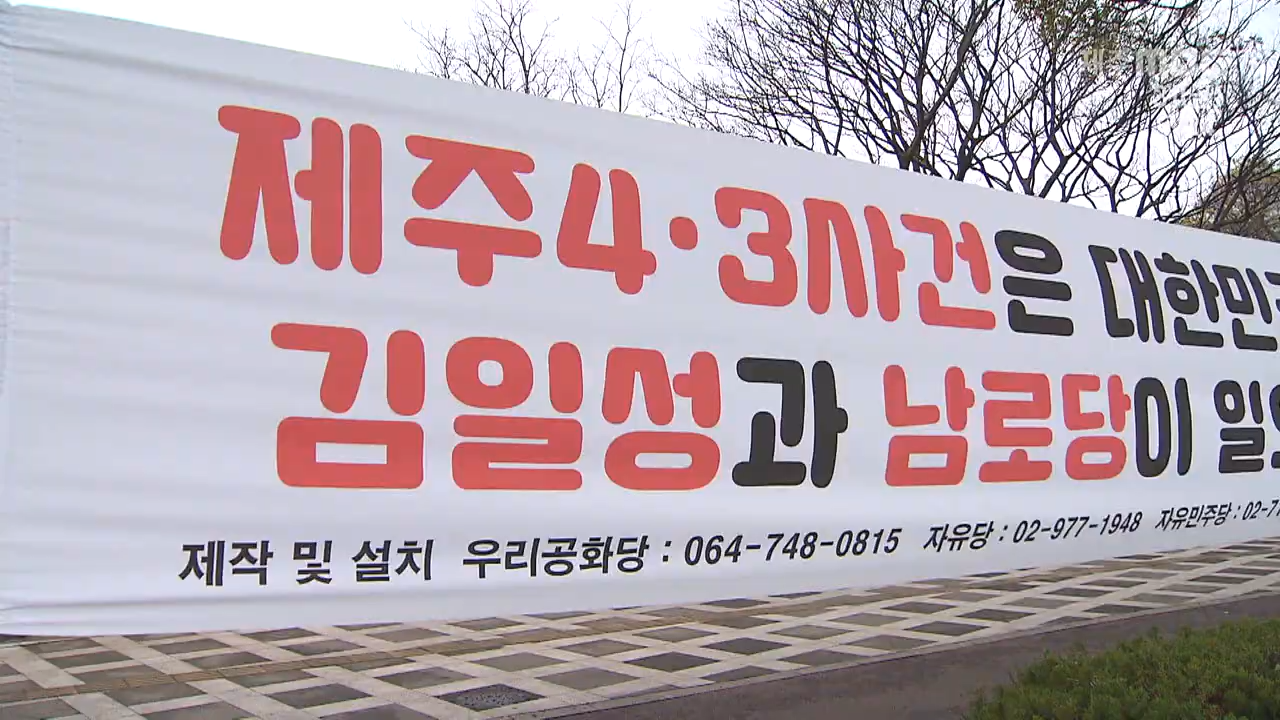 제주4·3사건은 대한민
김일성과 남로당이 일
제작 및 설치 우리공화당 : 064-748-0815 자유당 : 02-977-1948 자유민주당 : 02-7